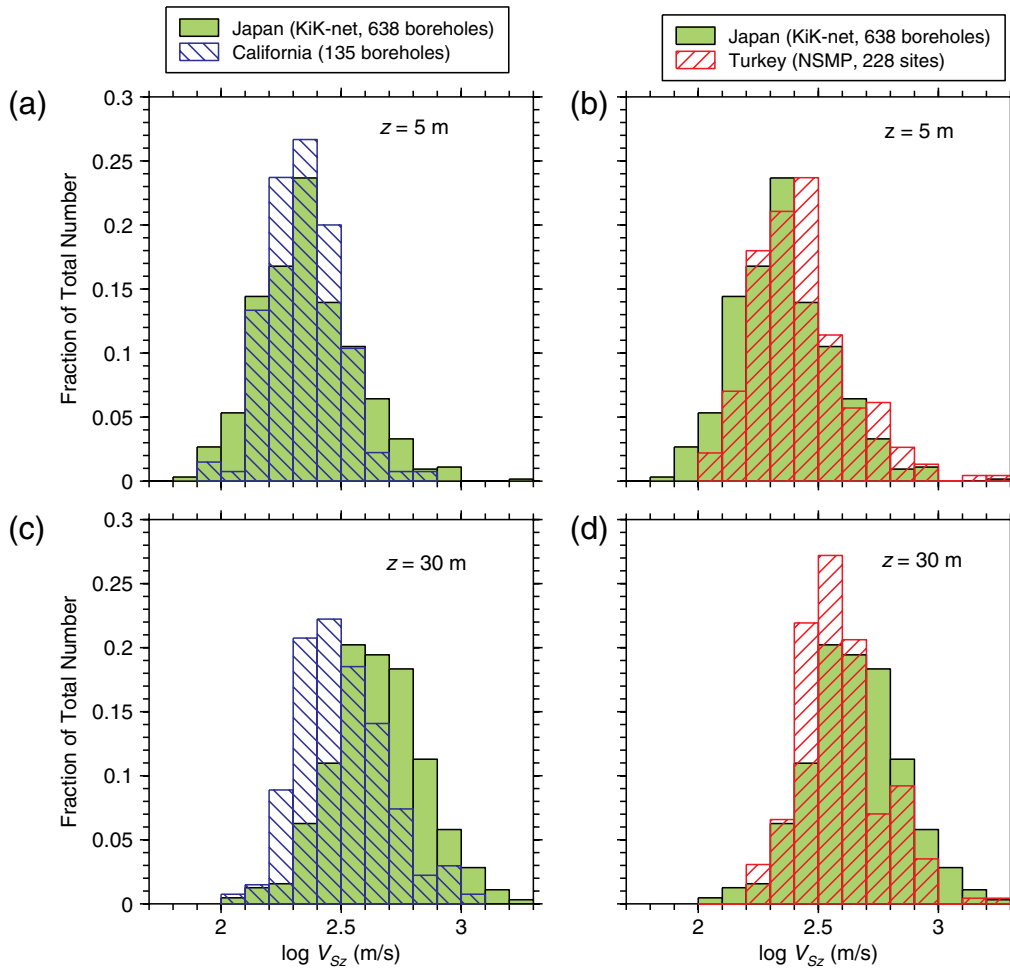 Japan (KiK-net, 638 boreholes)
California (135 boreholes)
Japan (KiK-net, 638 boreholes)
Turkey (NSMP, 228 sites)
(a)
z = 5 m
0.3
0.25
0.2
0.15
0.1
0.05
0
Fraction of Total Number
(b)
z = 5 m
(c)
z = 30 m
0.3
0.25
0.2
0.15
0.1
0.05
0
Fraction of Total Number
2
2.5
3
log VSz (m/s)
(d)
z = 30 m
2
2.5
3
log VSz (m/s)